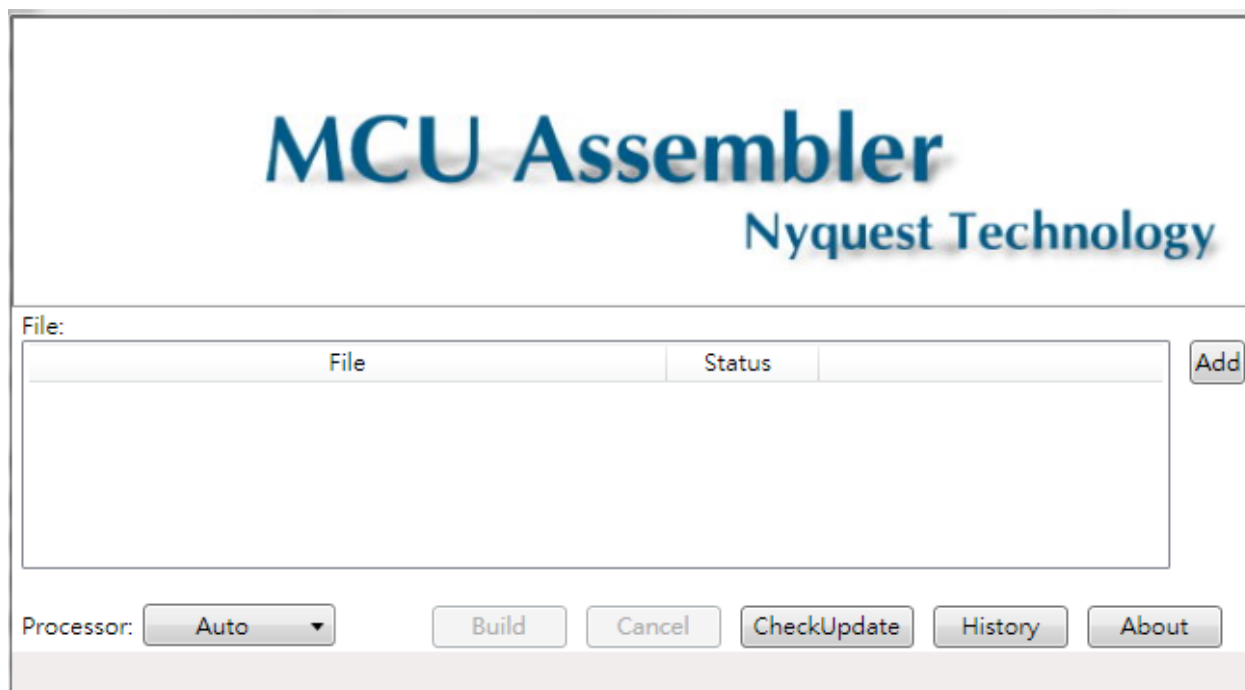 MCU Assembler
Nyquest Technology
File:
File Status
Add
Processor: Auto Build Cancel CheckUpdate History About